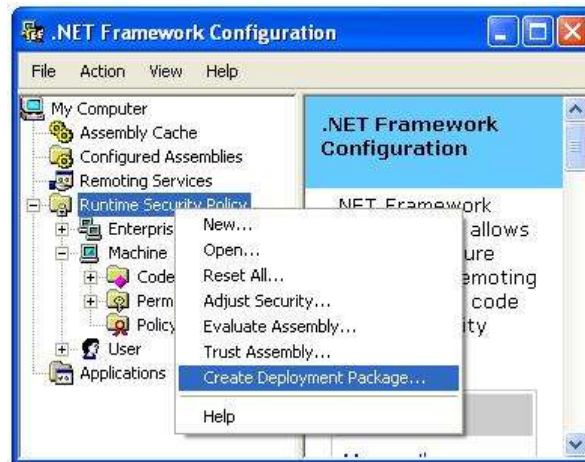 .NET Framework Configuration
File Action View Help
My Computer
Assembly Cache
Configured Assemblies
Remoting Services
Runtime Security Policy
Enterpris
Machine
Code
Perm
Policy
User
Applications
New...
Open...
Reset All...
Adjust Security...
Evaluate Assembly...
Trust Assembly...
Create Deployment Package...
Help
.NET Framework
Configuration
NET Framework
allows
ure
emoting
code
ity